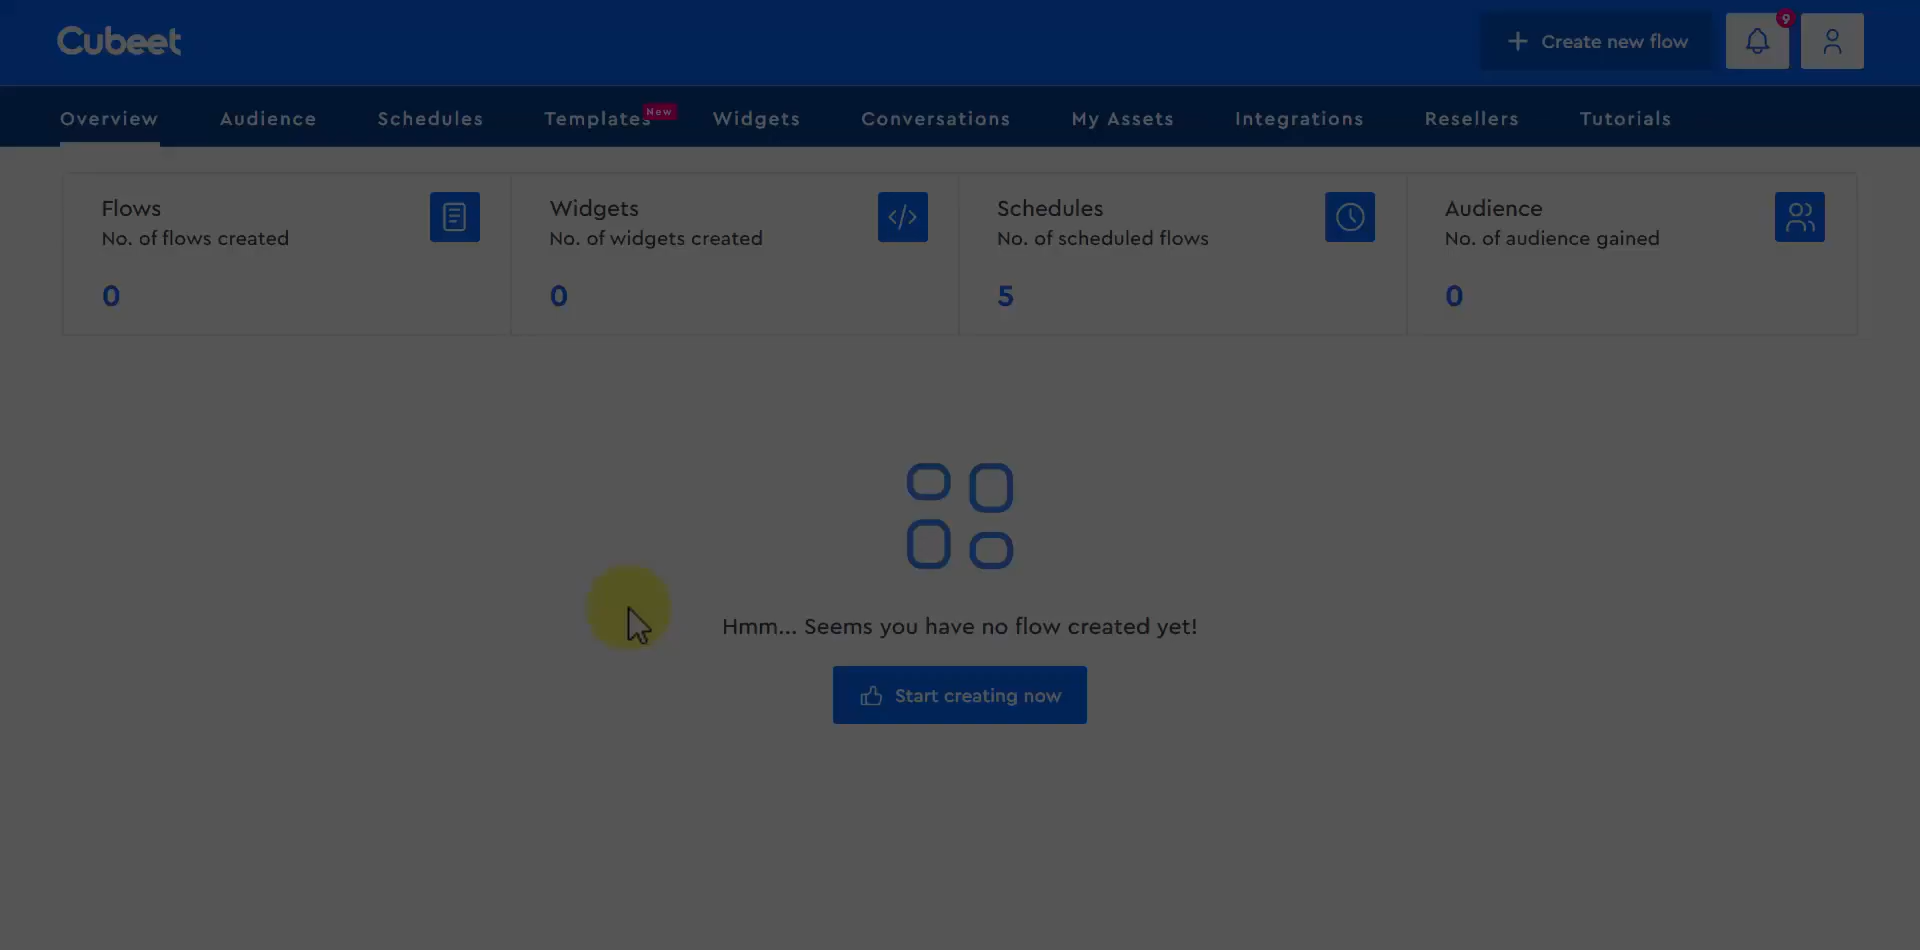 Cubeet
Create new flow
9
Overview
Audience
Schedules
Templates
New
Widgets
Conversations
My Assets
Integrations
Resellers
Tutorials
Flows
No. of flows created
0
Widgets
No. of widgets created
0
Schedules
No. of scheduled flows
5
Audience
No. of audience gained
0
Hmm... Seems you have no flow created yet!
Start creating now